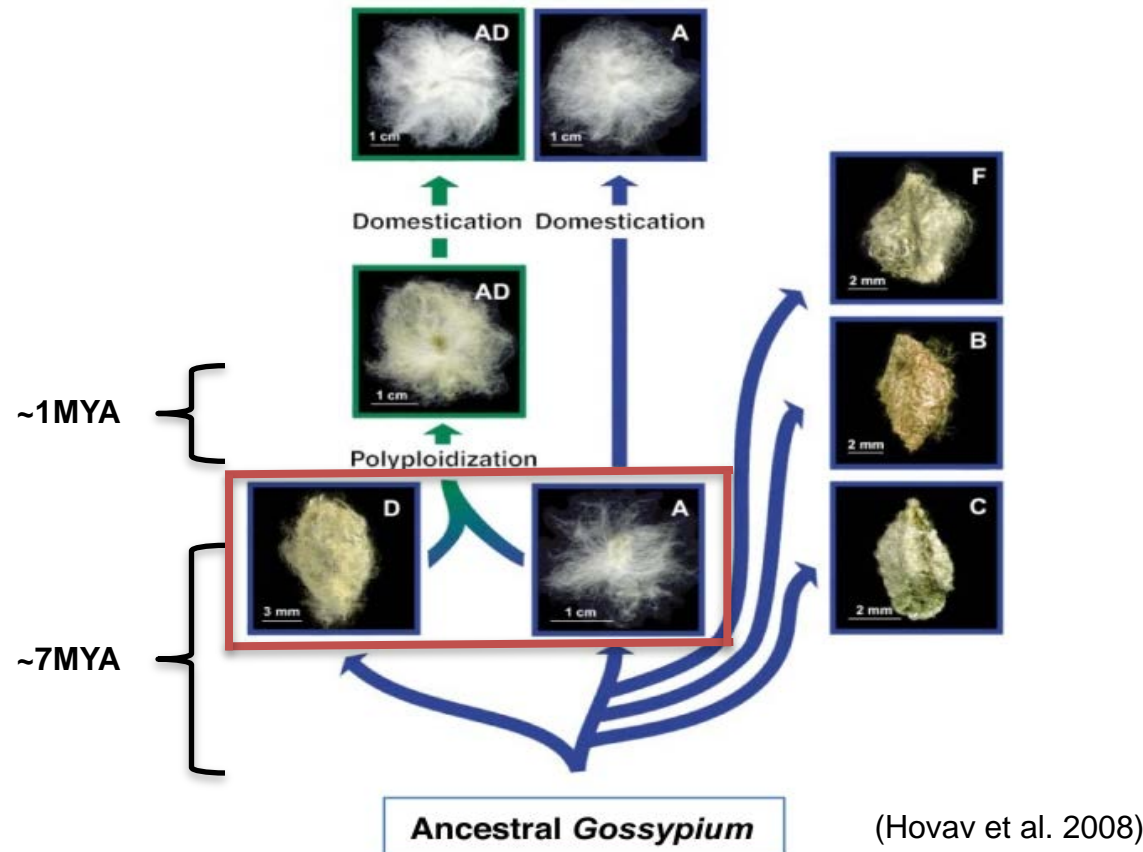 AD
1 cm
A
1 cm
Domestication
Domestication
F
2 mm
AD
1 cm
B
2 mm
~1MYA
Polyploidization
D
3 mm
A
1 cm
C
2 mm
~7MYA
Ancestral Gossypium
(Hovav et al. 2008)